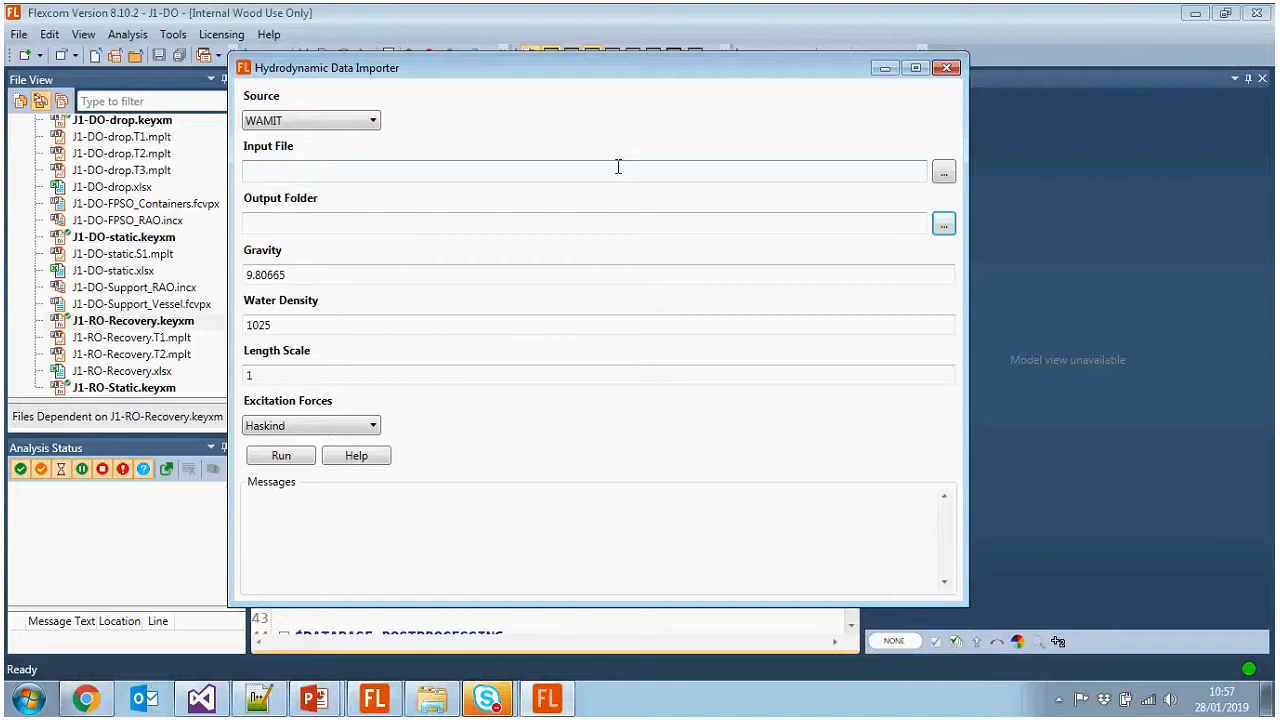 Flexcom Version 8.10.2 - J1-DO - [Internal Wood Use Only]
File Edit View Analysis Tools Licensing Help
File View
Type to filter
J1-DO-drop.keyxm
J1-DO-drop.T1.mplt
J1-DO-drop.T2.mplt
J1-DO-drop.T3.mplt
J1-DO-drop.xlsx
J1-DO-FPSO_Containers.fcvpx
J1-DO-FPSO_RAO.incx
J1-DO-static.keyxm
J1-DO-static.S1.mplt
J1-DO-static.xlsx
J1-DO-Support_RAO.incx
J1-DO-Support_Vessel.fcvpx
J1-RO-Recovery.keyxm
J1-RO-Recovery.T1.mplt
J1-RO-Recovery.T2.mplt
J1-RO-Recovery.xlsx
J1-RO-Static.keyxm
Files Dependent on J1-RO-Recovery.keyxm
Analysis Status
Message Text Location Line
Ready
Hydrodynamic Data Importer
Source
WAMIT
Input File
...
Output Folder
...
Gravity
9.80665
Water Density
1025
Length Scale
1
Excitation Forces
Haskind
Run Help
Messages
43
$DATABASE POSTPROCESSING
Model view unavailable
NONE
10:57
28/01/2019